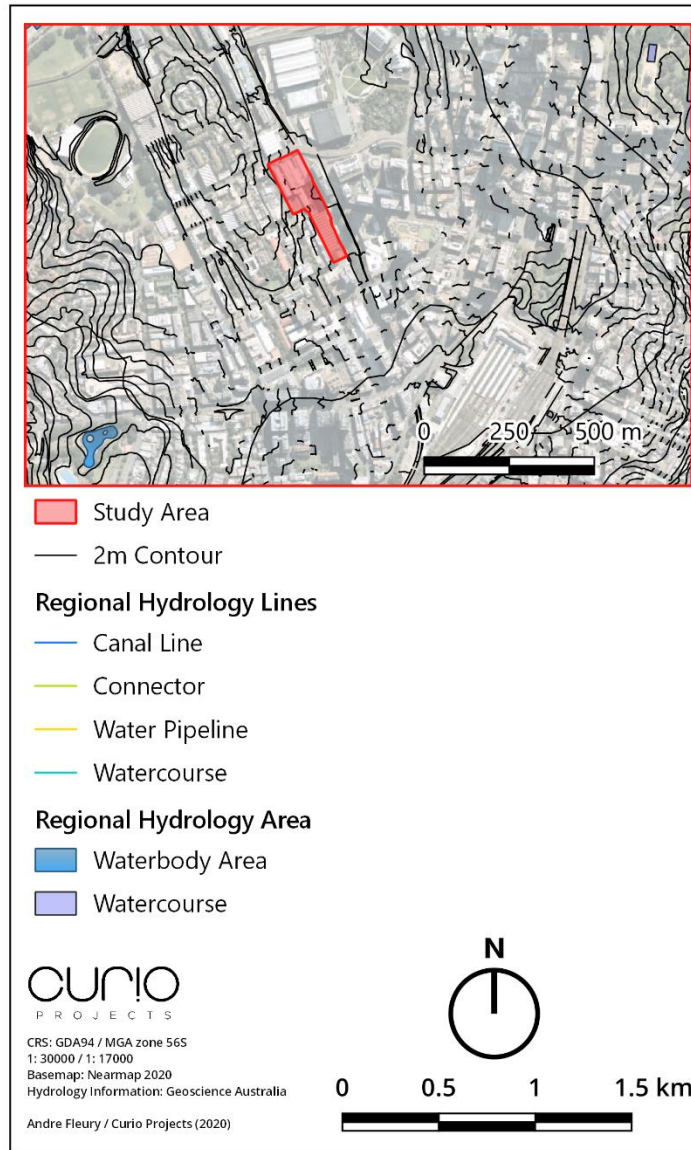 0 250 500 m
Study Area
2m Contour
Regional Hydrology Lines
Canal Line
Connector
Water Pipeline
Watercourse
Regional Hydrology Area
Waterbody Area
Watercourse
curio
PROJECTS
CRS: GDA94 / MGA zone 56S
1: 30000 / 1: 17000
Basemap: Nearmap 2020
Hydrology Information: Geoscience Australia
Andre Fleury / Curio Projects (2020)
N
0 0.5 1 1.5 km